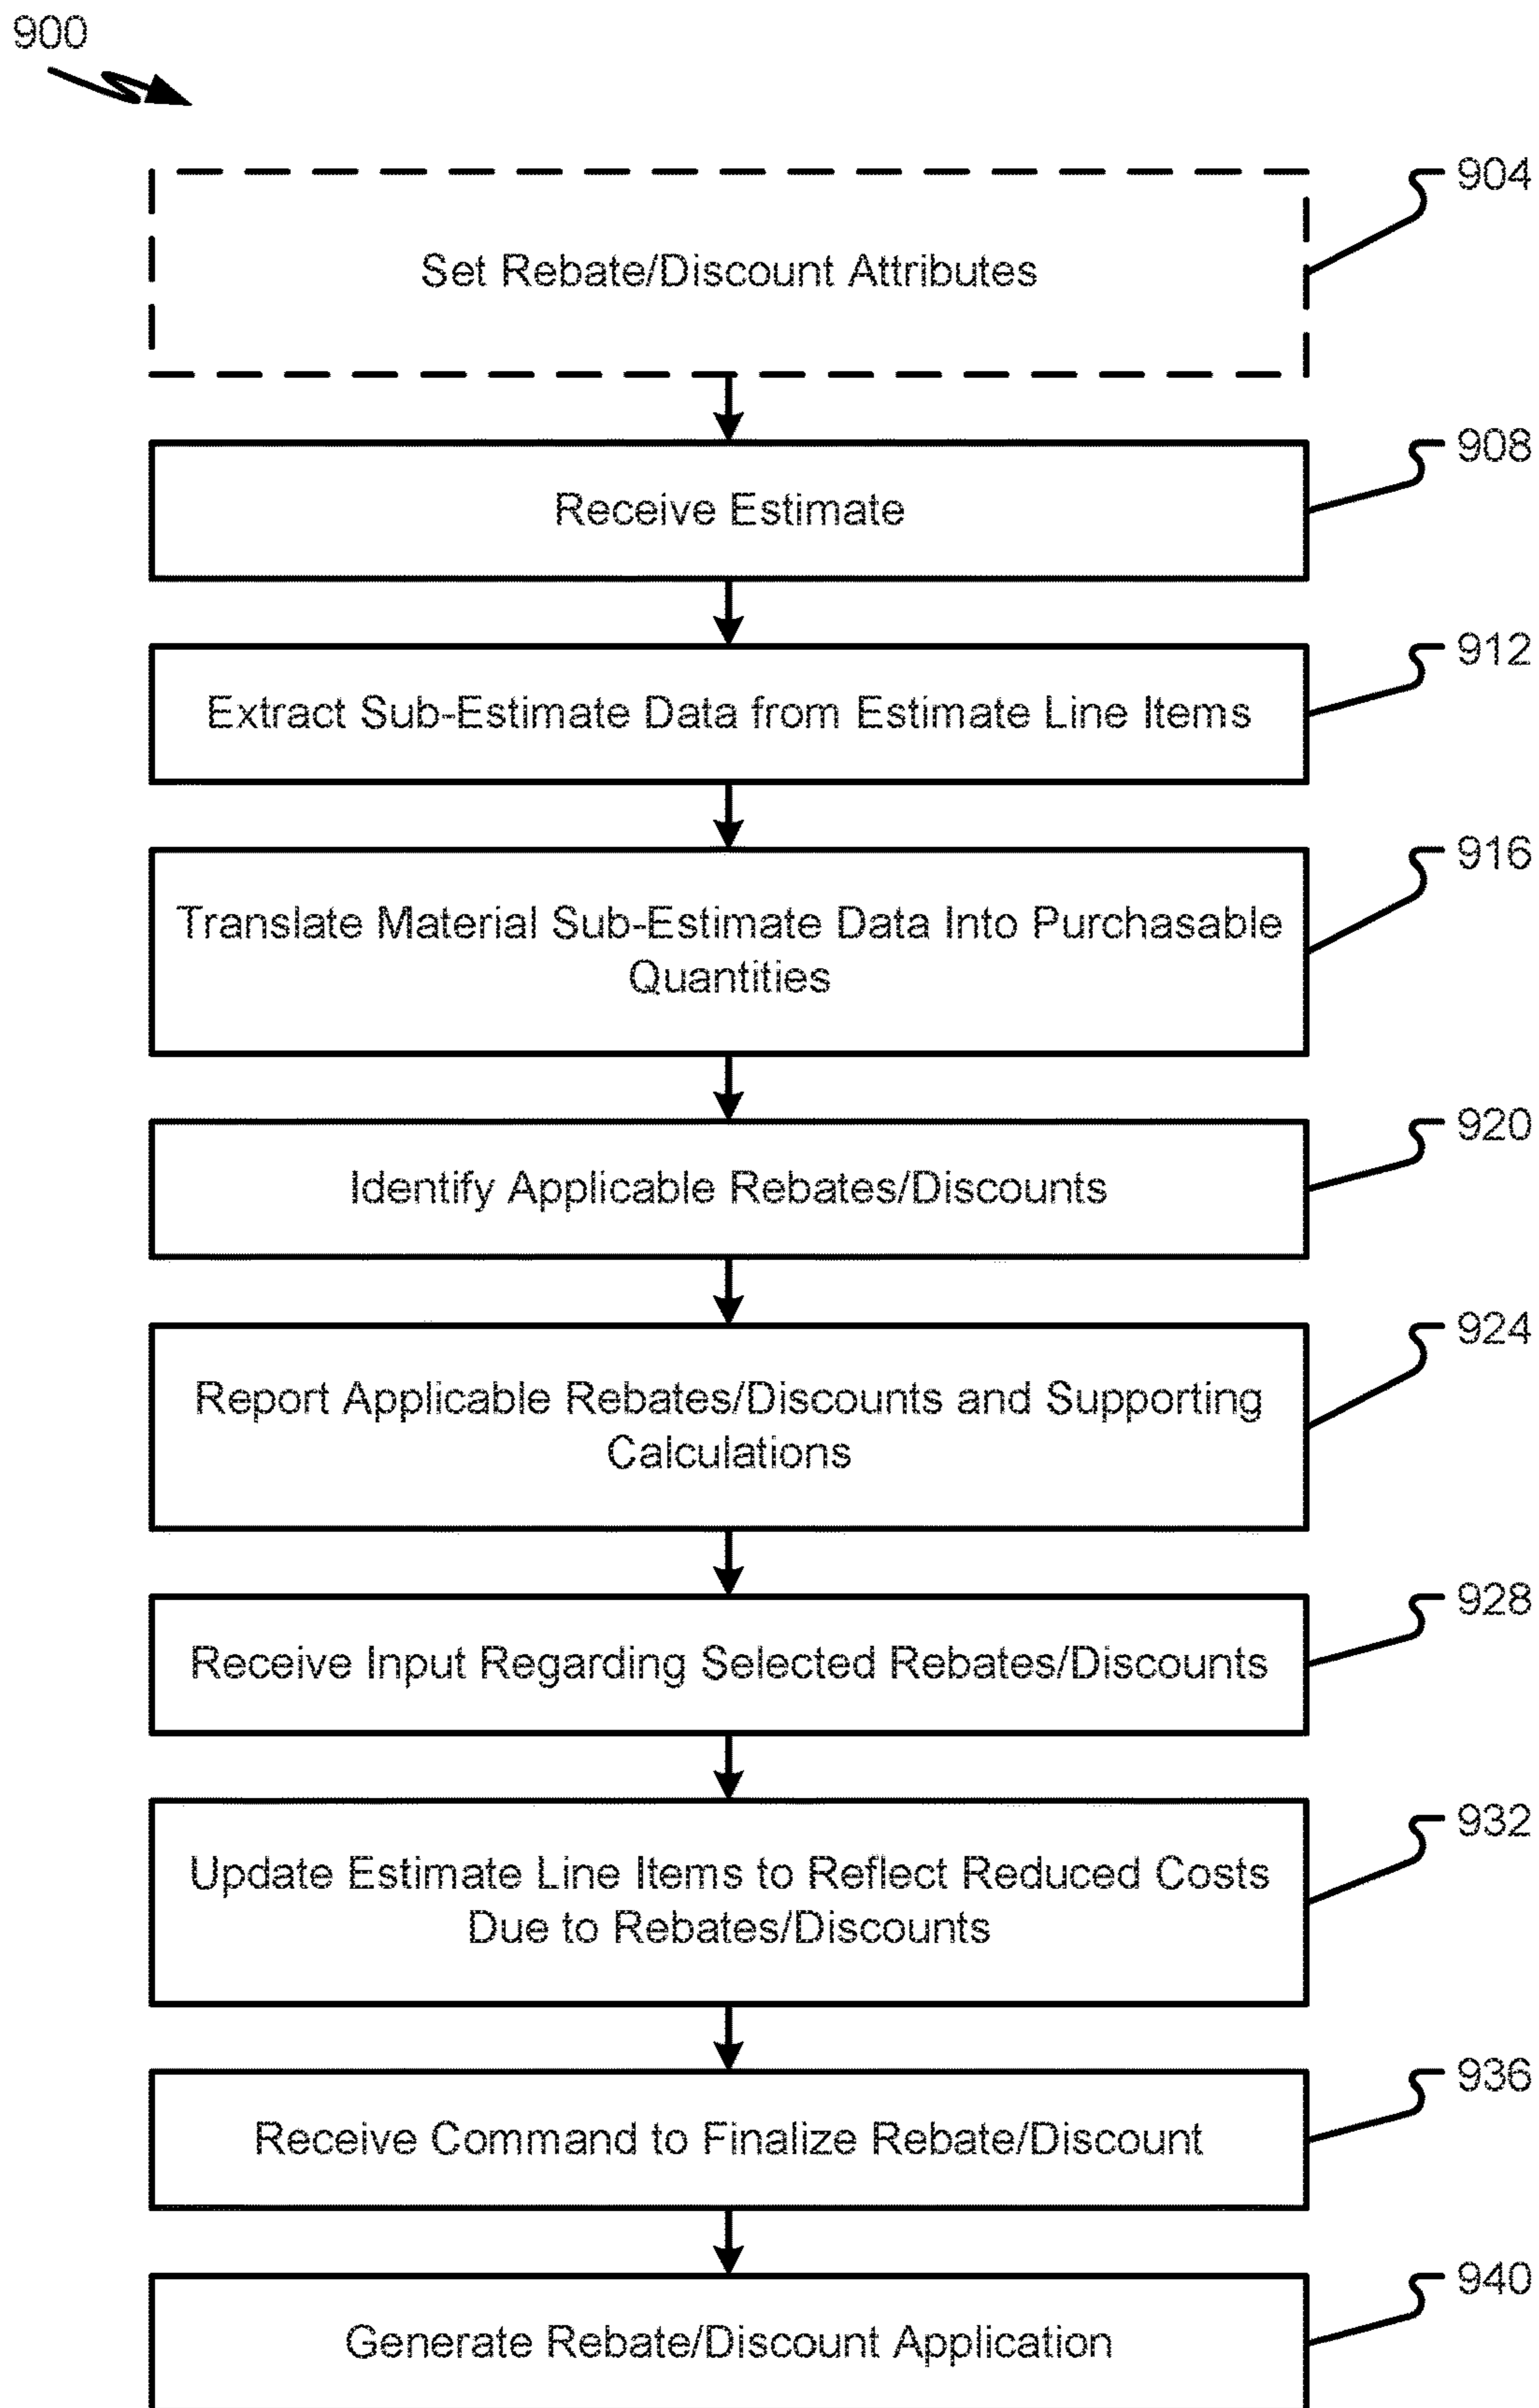 900
904
Set Rebate/Discount Attributes
908
Receive Estimate
912
Extract Sub-Estimate Data from Estimate Line Items
916
Translate Material Sub-Estimate Data Into Purchasable
Quantities
920
Identify Applicable Rebates/Discounts
924
Report Applicable Rebates/Discounts and Supporting
Calculations
928
Receive Input Regarding Selected Rebates/Discounts
932
Update Estimate Line Items to Reflect Reduced Costs
Due to Rebates/Discounts
936
Receive Command to Finalize Rebate/Discount
940
Generate Rebate/Discount Application